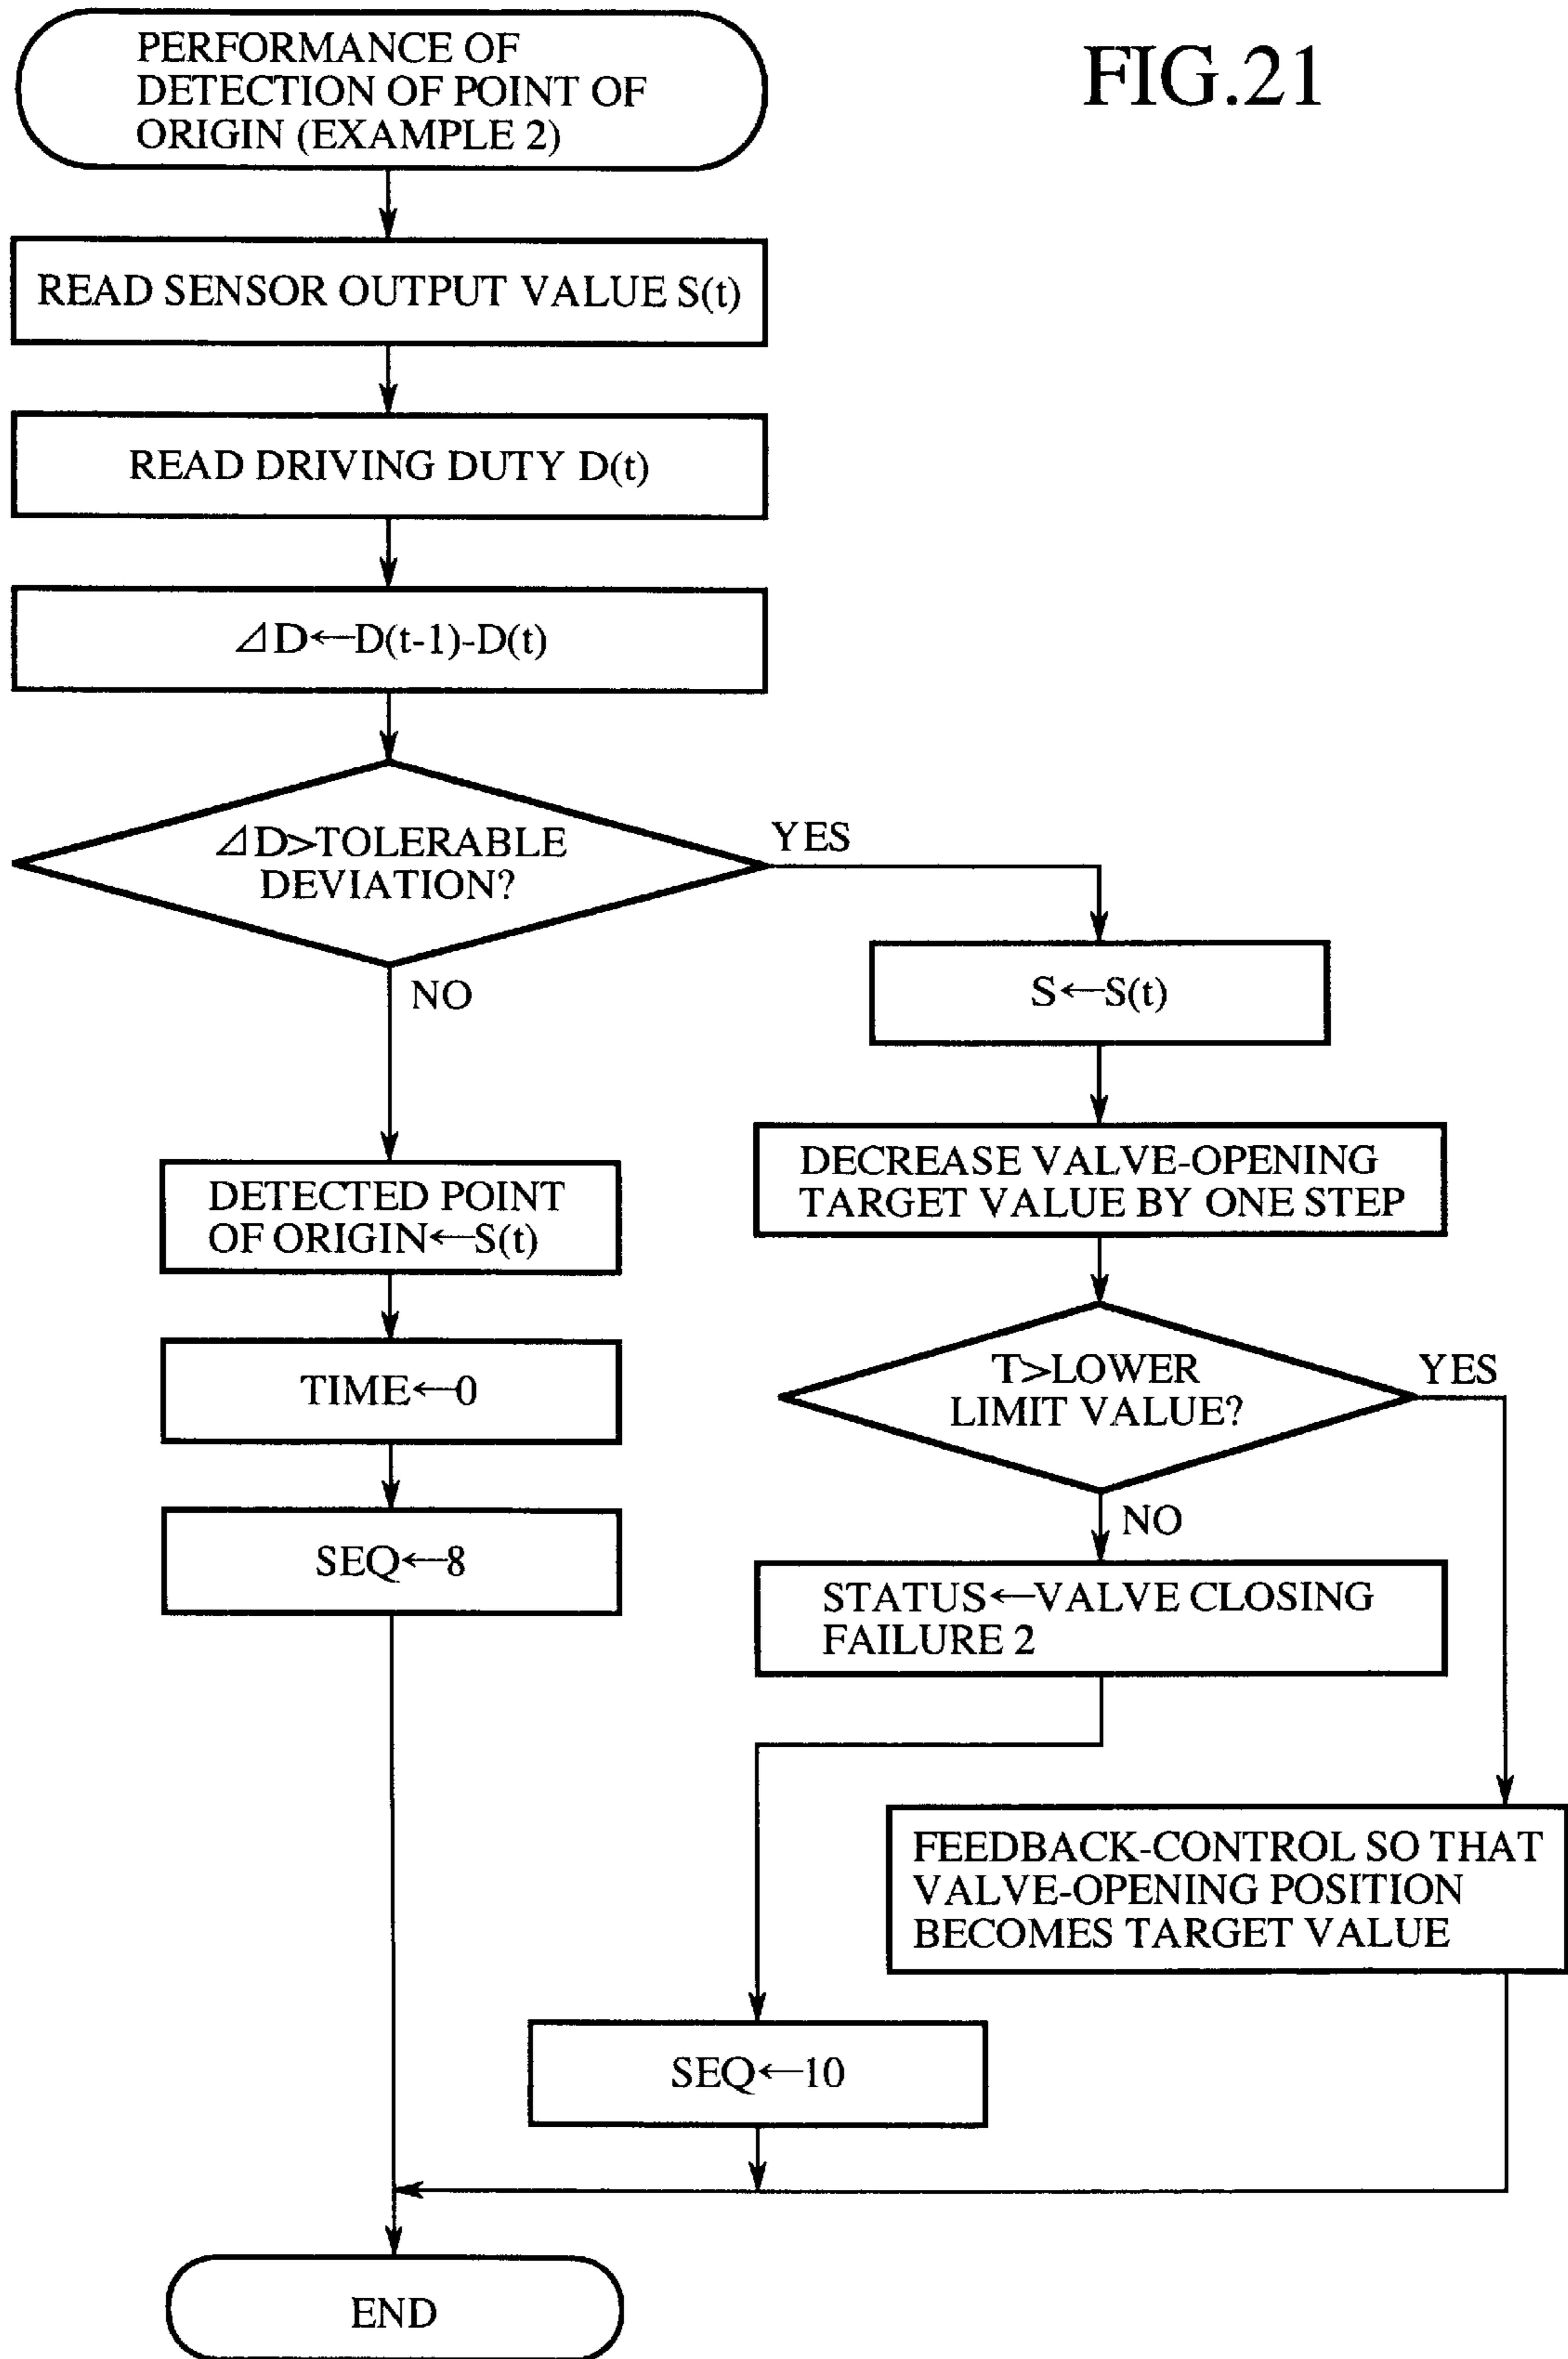 FIG.21
PERFORMANCE OF
DETECTION OF POINT OF
ORIGIN (EXAMPLE 2)
READ SENSOR OUTPUT VALUE S(t)
READ DRIVING DUTY D(t)
⊿D←D(t-1)-D(t)
⊿D>TOLERABLE
DEVIATION?
YES
NO
S←S(t)
DECREASE VALVE-OPENING
TARGET VALUE BY ONE STEP
DETECTED POINT
OF ORIGIN←S(t)
TIME←0
SEQ←8
T>LOWER
LIMIT VALUE?
YES
NO
STATUS←VALVE CLOSING
FAILURE 2
FEEDBACK-CONTROL SO THAT
VALVE-OPENING POSITION
BECOMES TARGET VALUE
SEQ←10
END